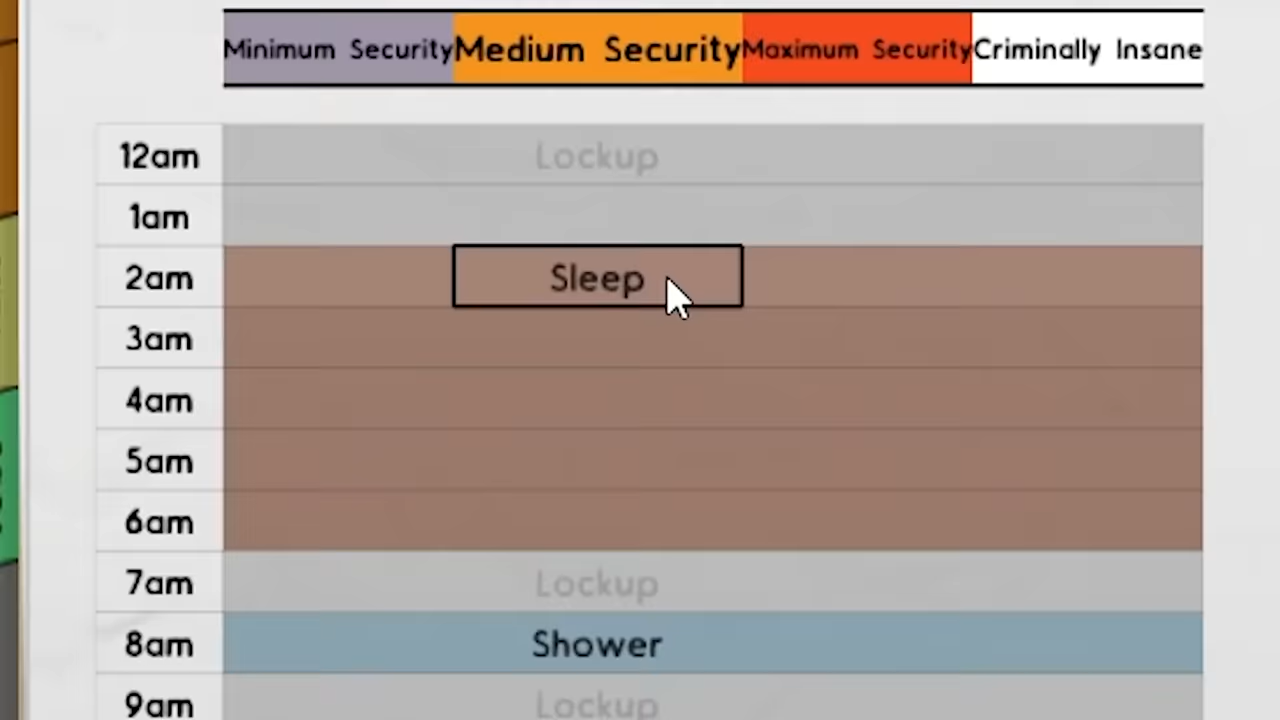 Minimum Security Medium Security Maximum Security Criminally Insane
12am Lockup
1am
2am Sleep
3am
4am
5am
6am
7am Lockup
8am Shower
9am Lockup